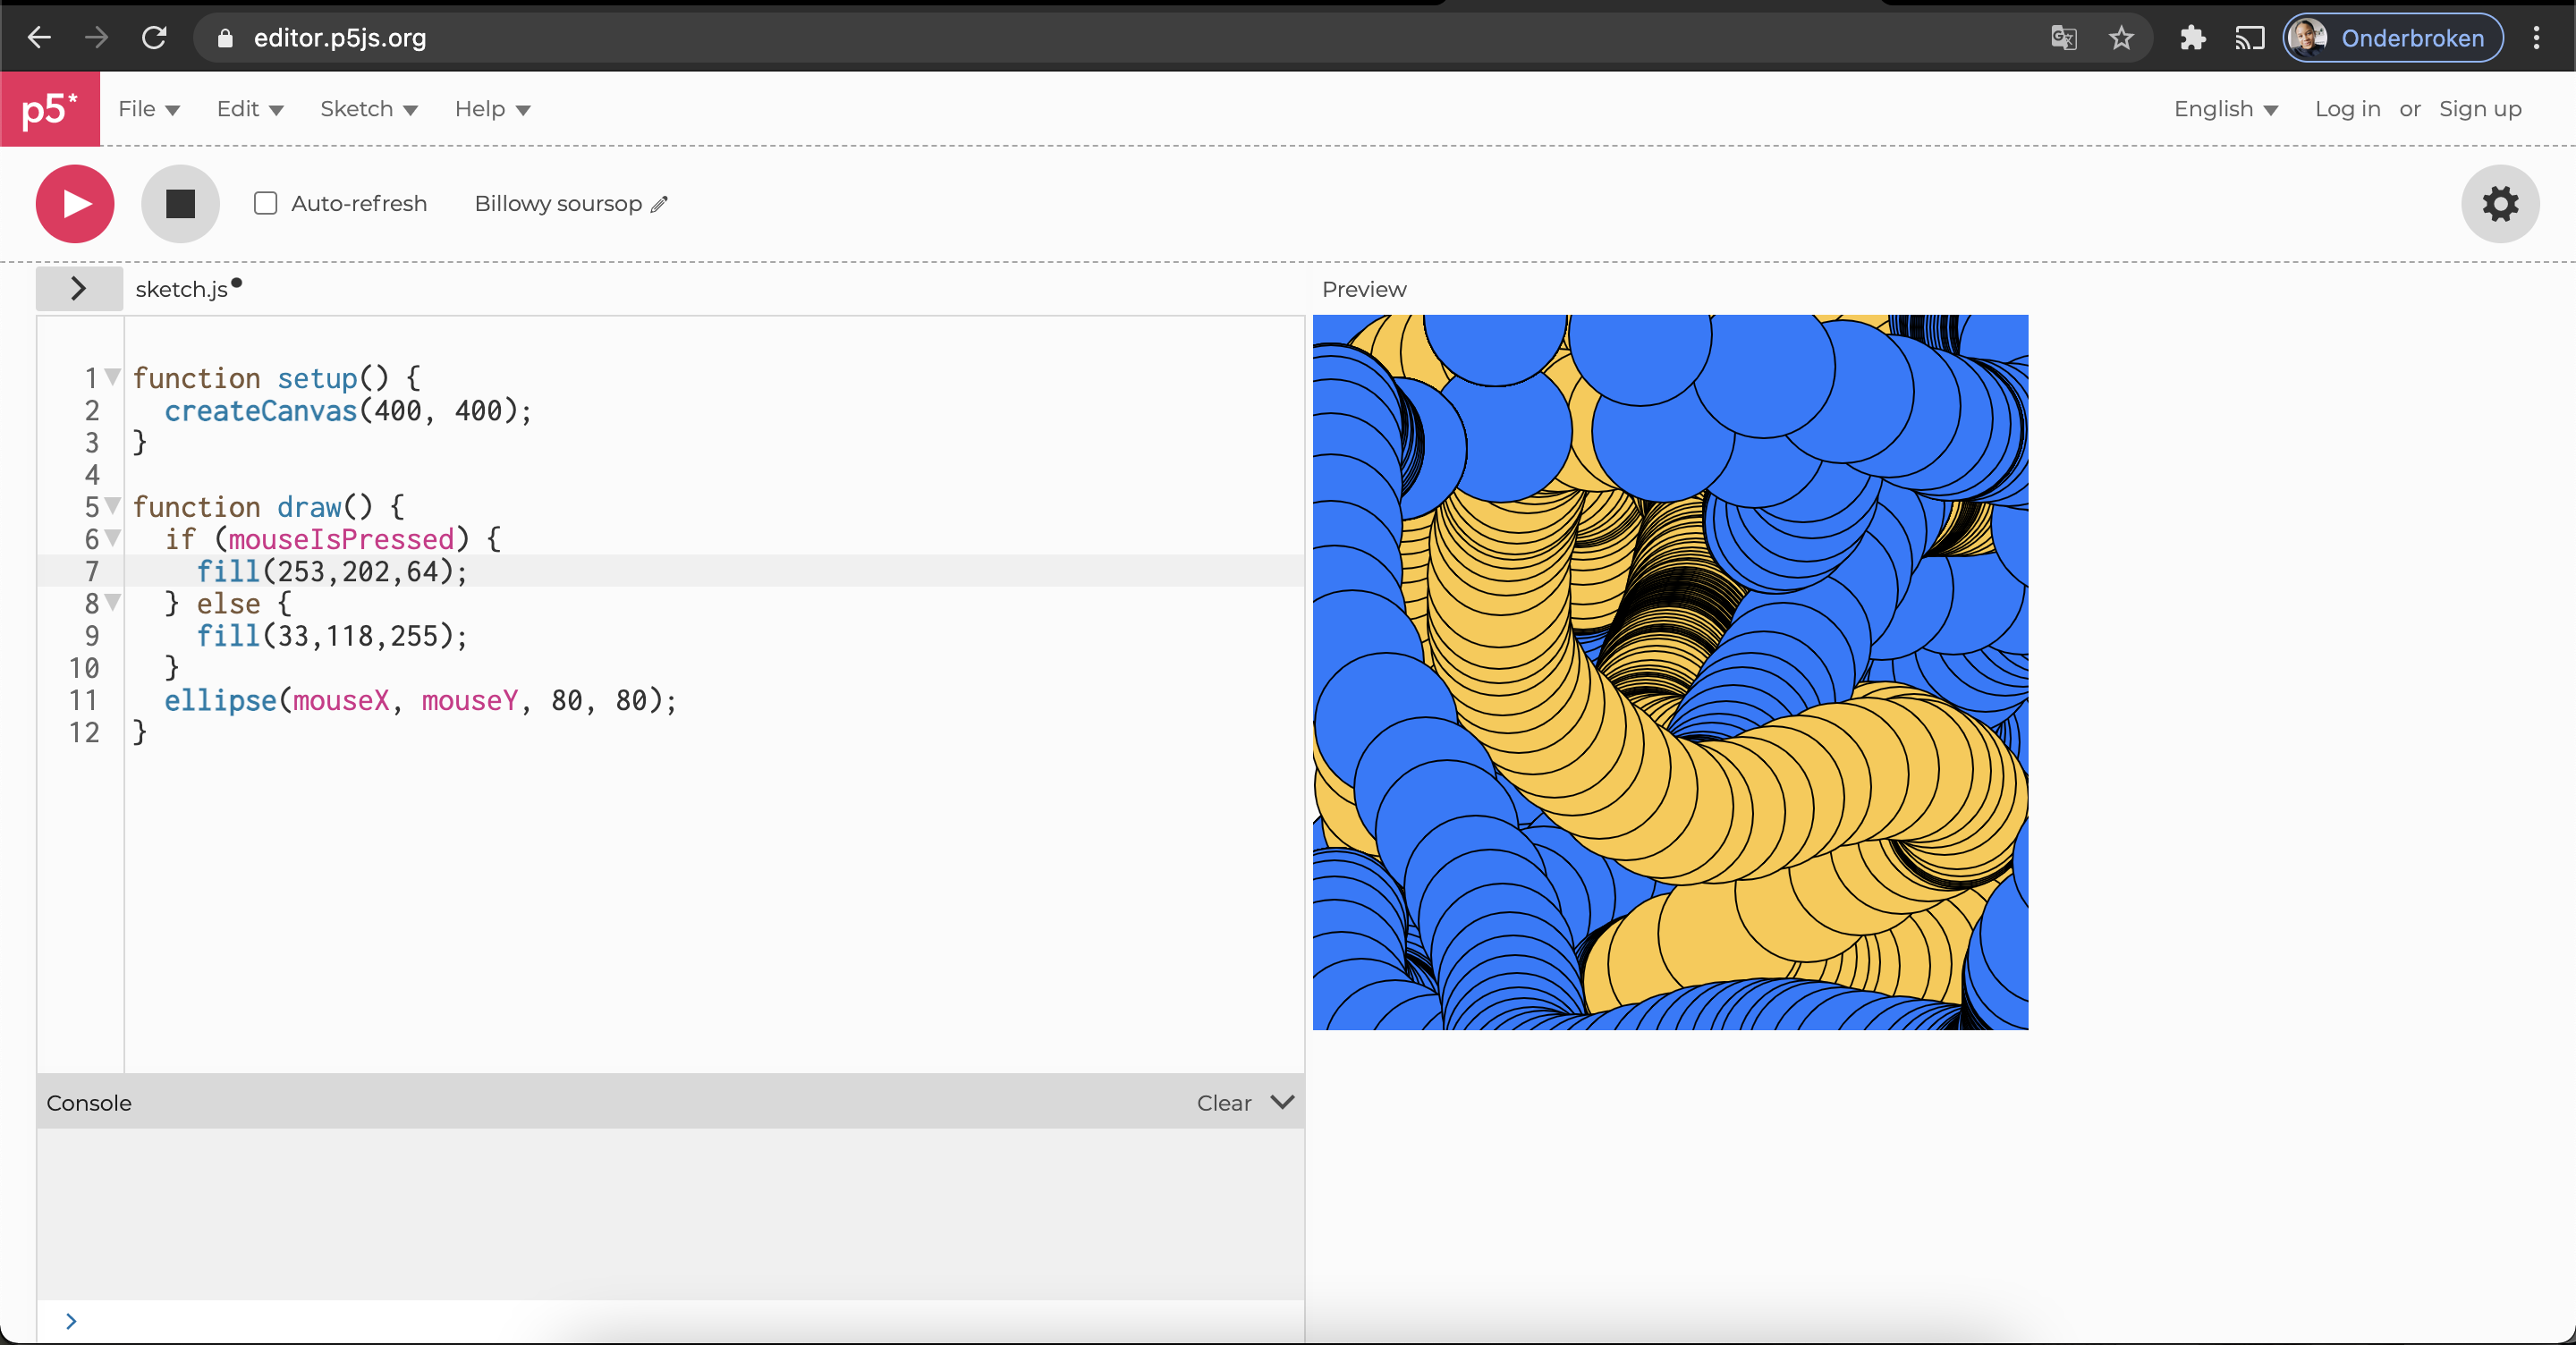 editor.p5js.org
Onderbroken
p5*
File
Edit
Sketch
Help
English
Log in or Sign up
Auto-refresh
Billowy soursop
sketch.js
Preview
1 function setup() {
2 createCanvas(400, 400);
3 }
4
5 function draw() {
6 if (mouseIsPressed) {
7 fill(253,202,64);
8 } else {
9 fill(33,118,255);
10 }
11 ellipse(mouseX, mouseY, 80, 80);
12 }
Console
Clear
>